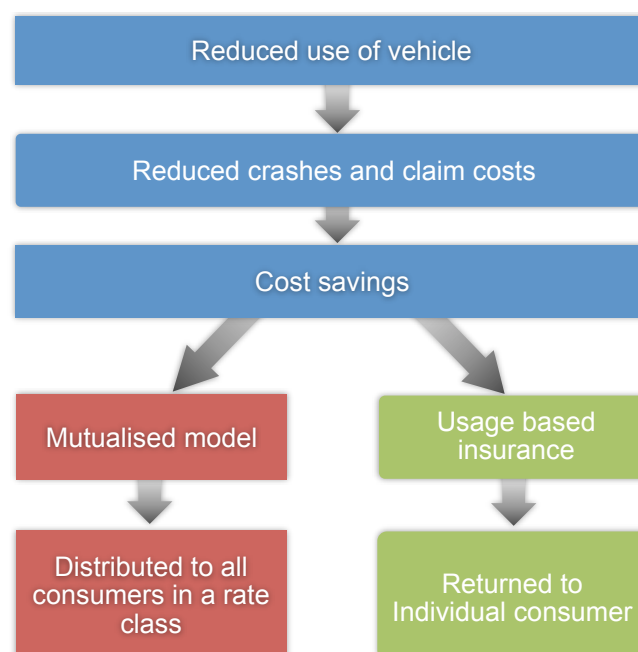 Reduced use of vehicle
Reduced crashes and claim costs
Cost savings
Mutualised model
Usage based
insurance
Distributed to all
consumers in a rate
class
Returned to
Individual consumer